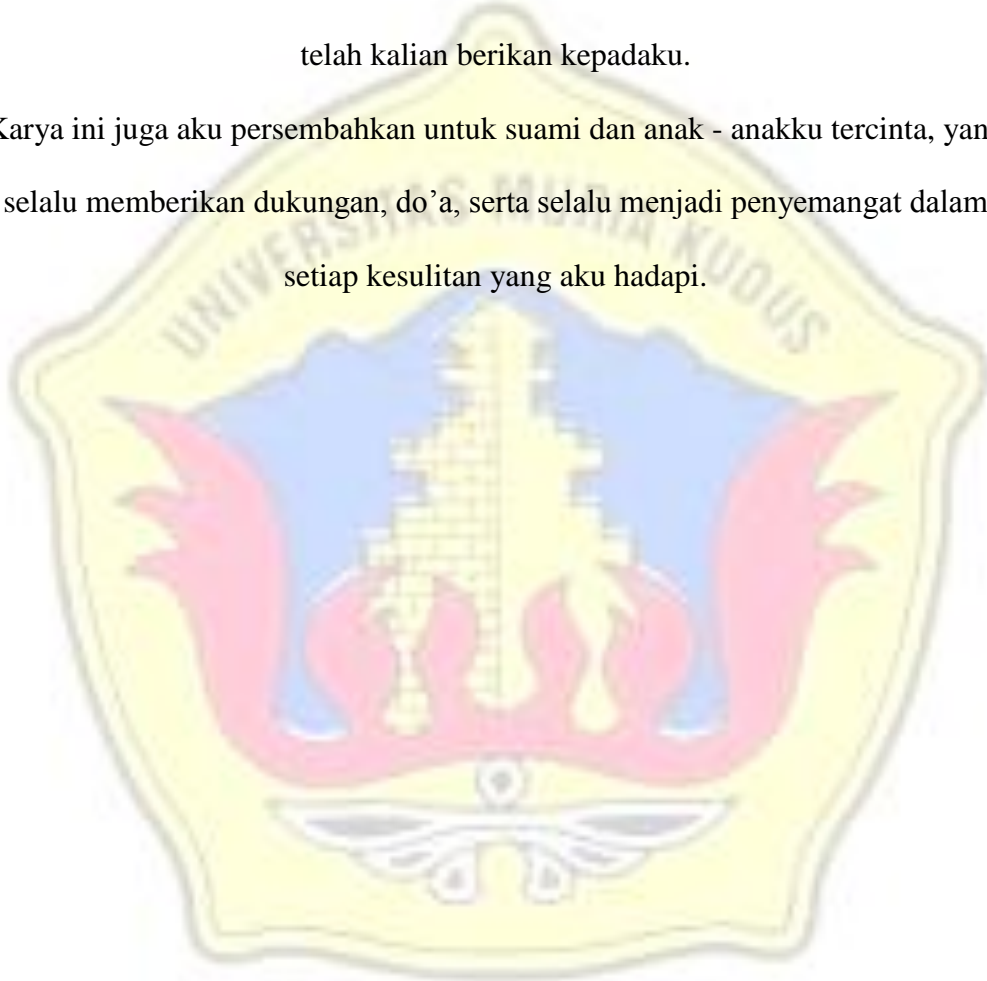 telah kalian berikan kepadaku.
Karya ini juga aku persembahkan untuk suami dan anak - anakku tercinta, yan
selalu memberikan dukungan, do’a, serta selalu menjadi penyemangat dalam
setiap kesulitan yang aku hadapi.
UNIVERSITAS MURIA KUDUS